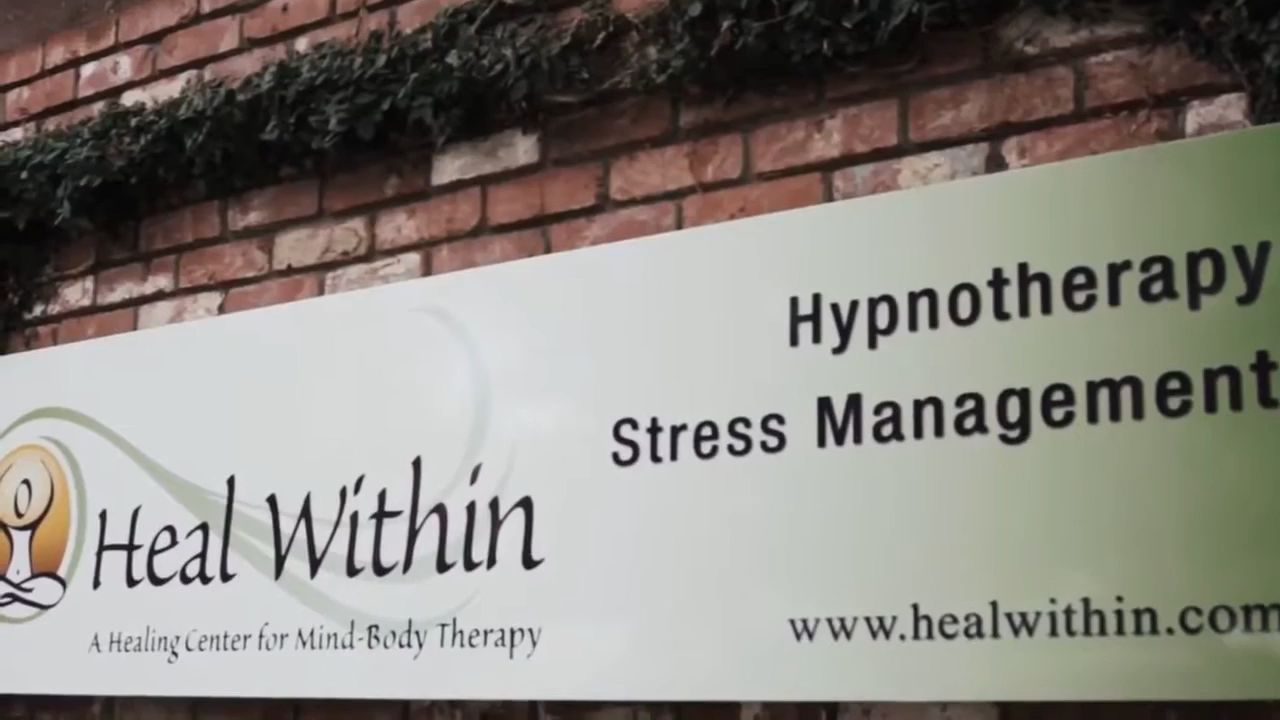 Hypnotherapy
Stress Management
Heal Within
A Healing Center for Mind-Body Therapy
www.healwithin.com